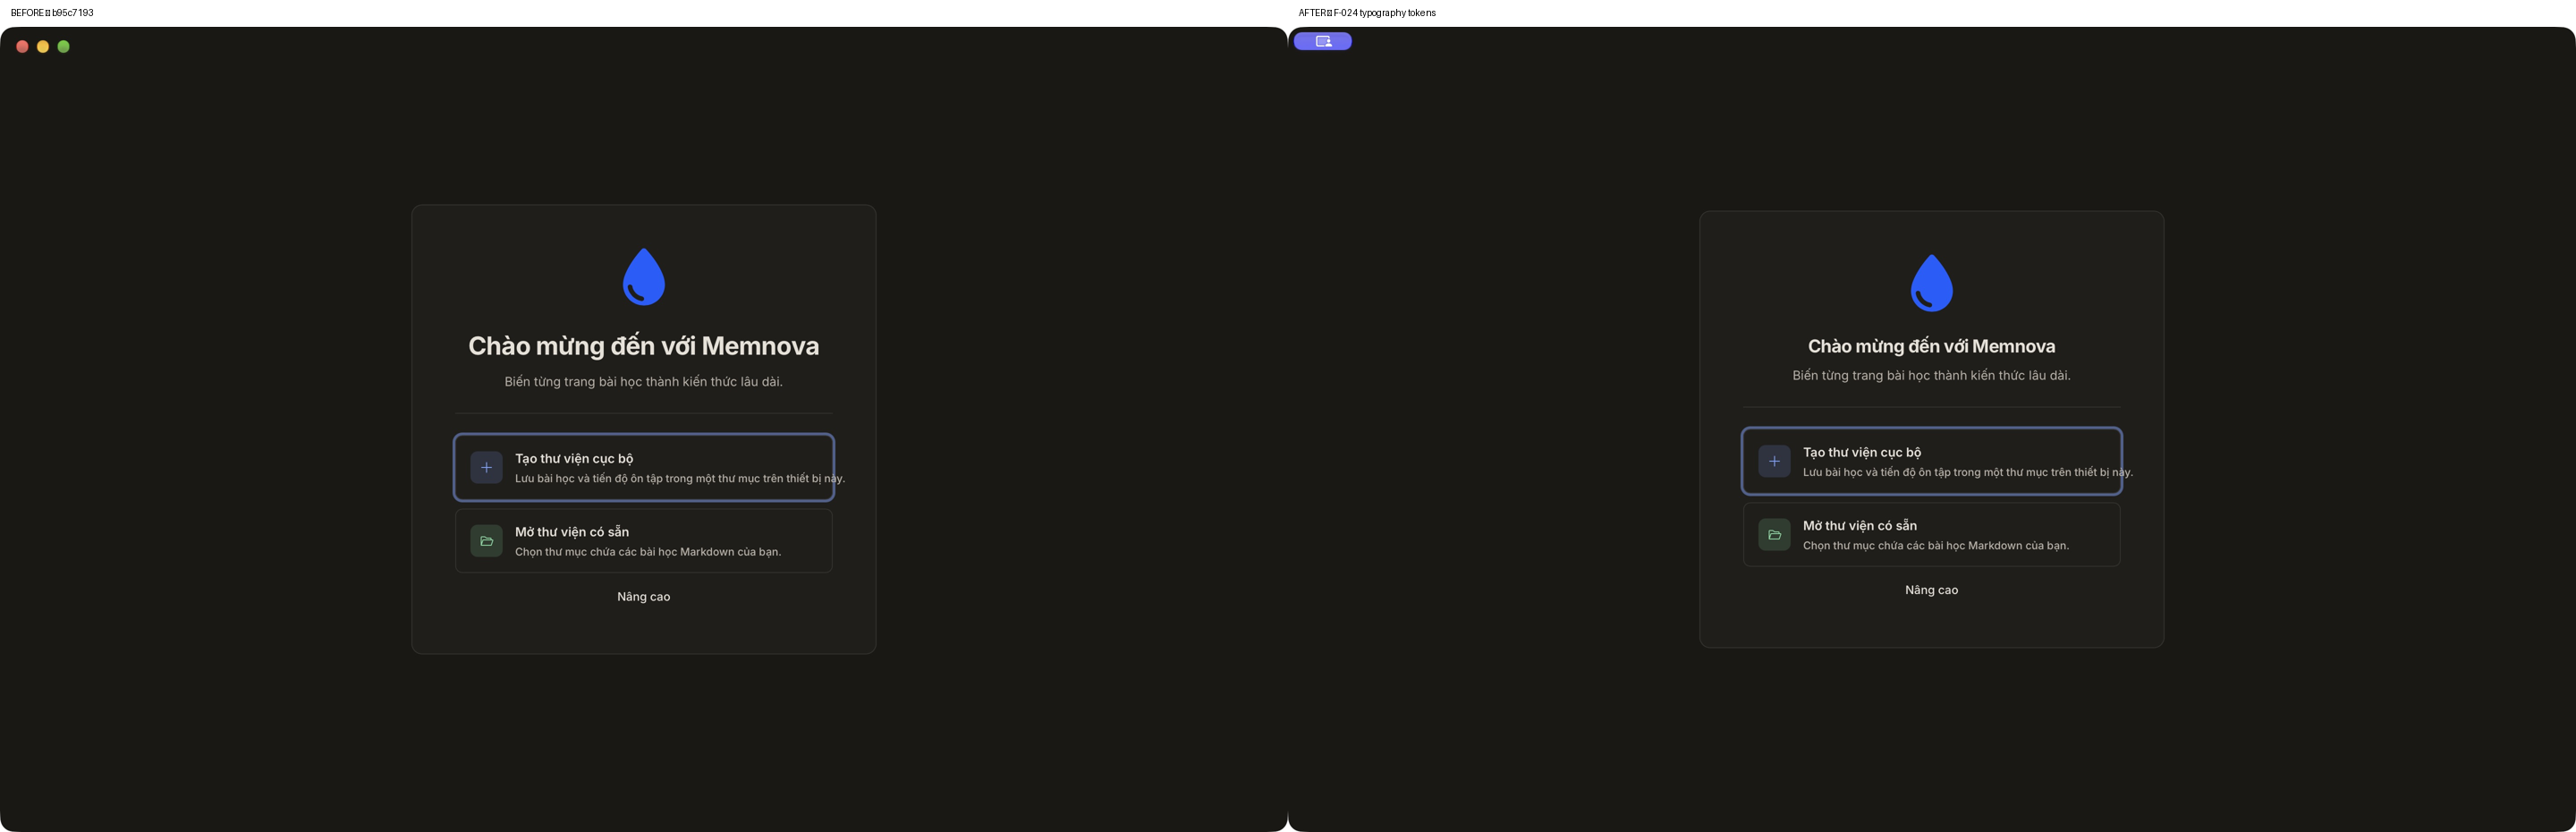 BEFORE b95c7193
Chào mừng đến với Memnova
Biến từng trang bài học thành kiến thức lâu dài.
Tạo thư viện cục bộ
Lưu bài học và tiến độ ôn tập trong một thư mục trên thiết bị này.
Mở thư viện có sẵn
Chọn thư mục chứa các bài học Markdown của bạn.
Nâng cao
AFTER F-024 typography tokens
Chào mừng đến với Memnova
Biến từng trang bài học thành kiến thức lâu dài.
Tạo thư viện cục bộ
Lưu bài học và tiến độ ôn tập trong một thư mục trên thiết bị này.
Mở thư viện có sẵn
Chọn thư mục chứa các bài học Markdown của bạn.
Nâng cao